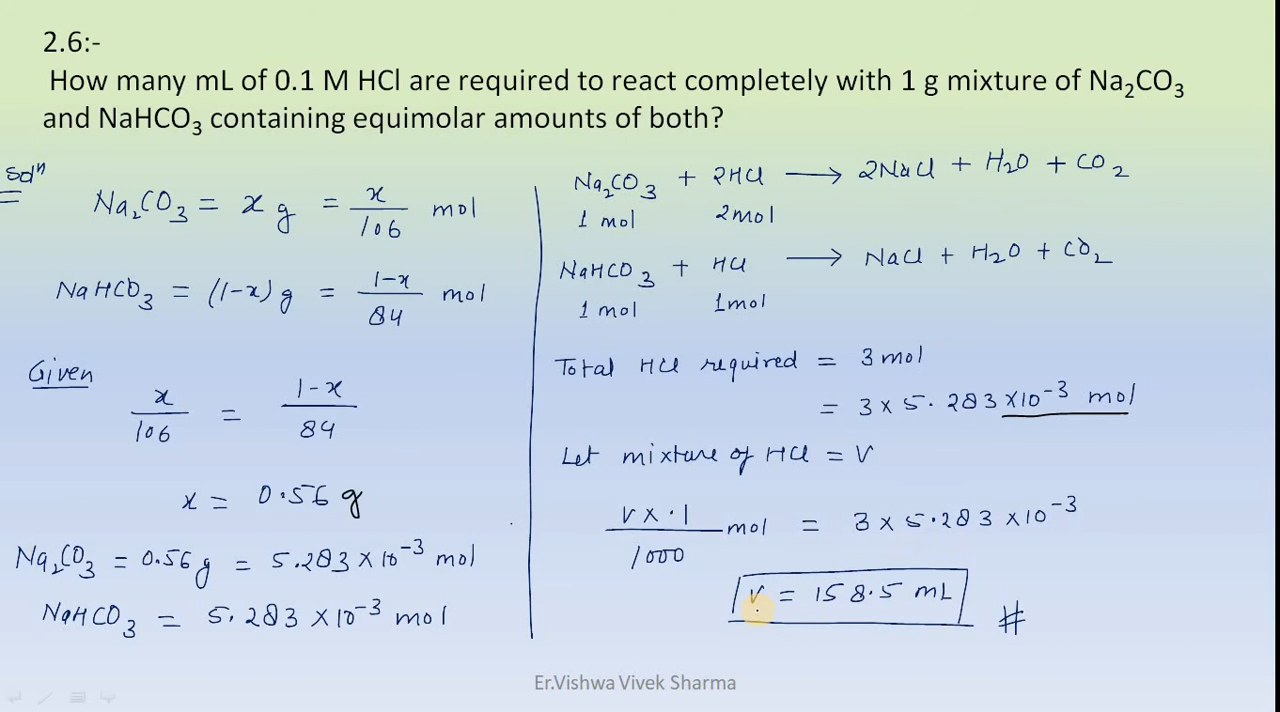 2.6:-
How many mL of 0.1 M HCl are required to react completely with 1 g mixture of Na₂CO₃
and NaHCO₃ containing equimolar amounts of both?
Solⁿ
Na₂CO₃ = x g = x/106 mol
NaHCO₃ = (1-x) g = 1-x/84 mol
Given
x/106 = 1-x/84
x = 0.56 g
Na₂CO₃ = 0.56 g = 5.283 × 10⁻³ mol
NaHCO₃ = 5.283 × 10⁻³ mol
Na₂CO₃ + 2HCl → 2NaCl + H₂O + CO₂
1 mol 2mol
NaHCO₃ + HCl → NaCl + H₂O + CO₂
1 mol 1mol
Total HCl required = 3 mol
= 3 × 5.283 ×10⁻³ mol
Let mixture of HCl = V
V × .1/1000 mol = 3 × 5.283 × 10⁻³
V = 158.5 mL #
Er.Vishwa Vivek Sharma